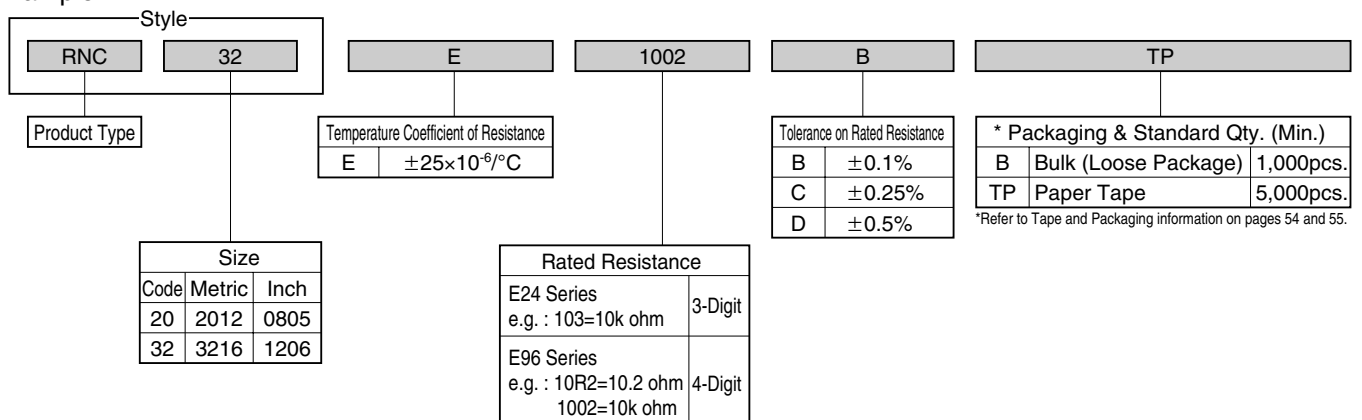 Style
RNC 32 E 1002 B TP
Product Type
Temperature Coefficient of Resistance
E ±25×10⁻⁶/°C
Tolerance on Rated Resistance
B ±0.1%
C ±0.25%
D ±0.5%
* Packaging & Standard Qty. (Min.)
B Bulk (Loose Package) 1,000pcs.
TP Paper Tape 5,000pcs.
*Refer to Tape and Packaging information on pages 54 and 55.
Size
Code Metric Inch
20 2012 0805
32 3216 1206
Rated Resistance
E24 Series
e.g. : 103=10k ohm
3-Digit
E96 Series
e.g. : 10R2=10.2 ohm
1002=10k ohm
4-Digit